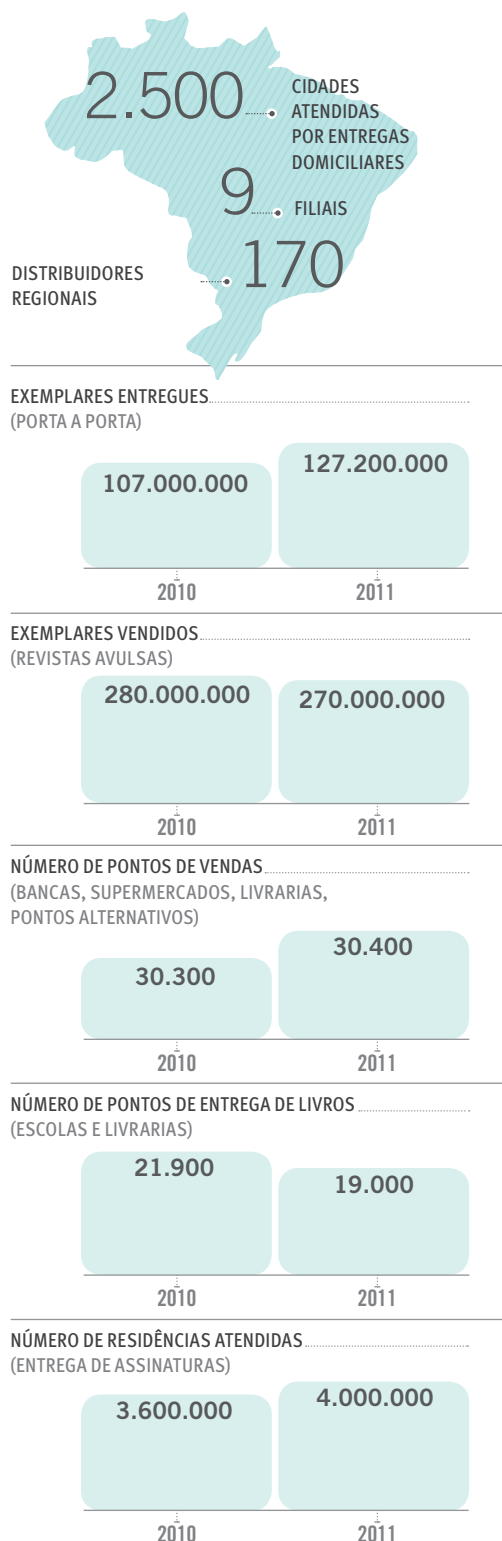 2.500
CIDADES
ATENDIDAS
POR ENTREGAS
DOMICILIARES
9
FILIAIS
DISTRIBUIDORES
REGIONAIS
170
EXEMPLARES ENTREGUES
(PORTA A PORTA)
107.000.000
127.200.000
2010
2011
EXEMPLARES VENDIDOS
(REVISTAS AVULSAS)
280.000.000
270.000.000
2010
2011
NÚMERO DE PONTOS DE VENDAS
(BANCAS, SUPERMERCADOS, LIVRARIAS,
PONTOS ALTERNATIVOS)
30.300
30.400
2010
2011
NÚMERO DE PONTOS DE ENTREGA DE LIVROS
(ESCOLAS E LIVRARIAS)
21.900
19.000
2010
2011
NÚMERO DE RESIDÊNCIAS ATENDIDAS
(ENTREGA DE ASSINATURAS)
3.600.000
4.000.000
2010
2011